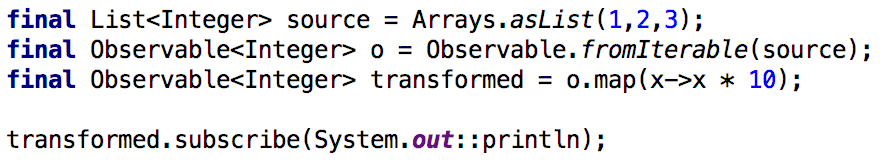 final List<Integer> source = Arrays.asList(1,2,3);
final Observable<Integer> o = Observable.fromIterable(source);
final Observable<Integer> transformed = o.map(x->x * 10);
transformed.subscribe(System.out::println);